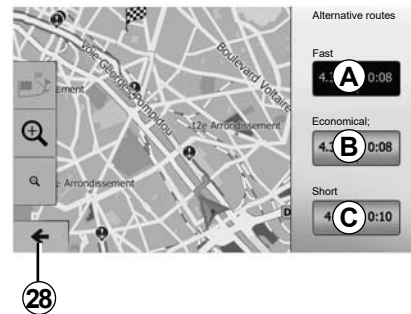 Alternative routes
Fast
4. A 0:08
Boulevard Voltaire
Voie Georges Pompidou
ement
12e Arrondissement
Economical;
4. B 0:08
e Arrondissement
Short
4 C 0:10
D
28